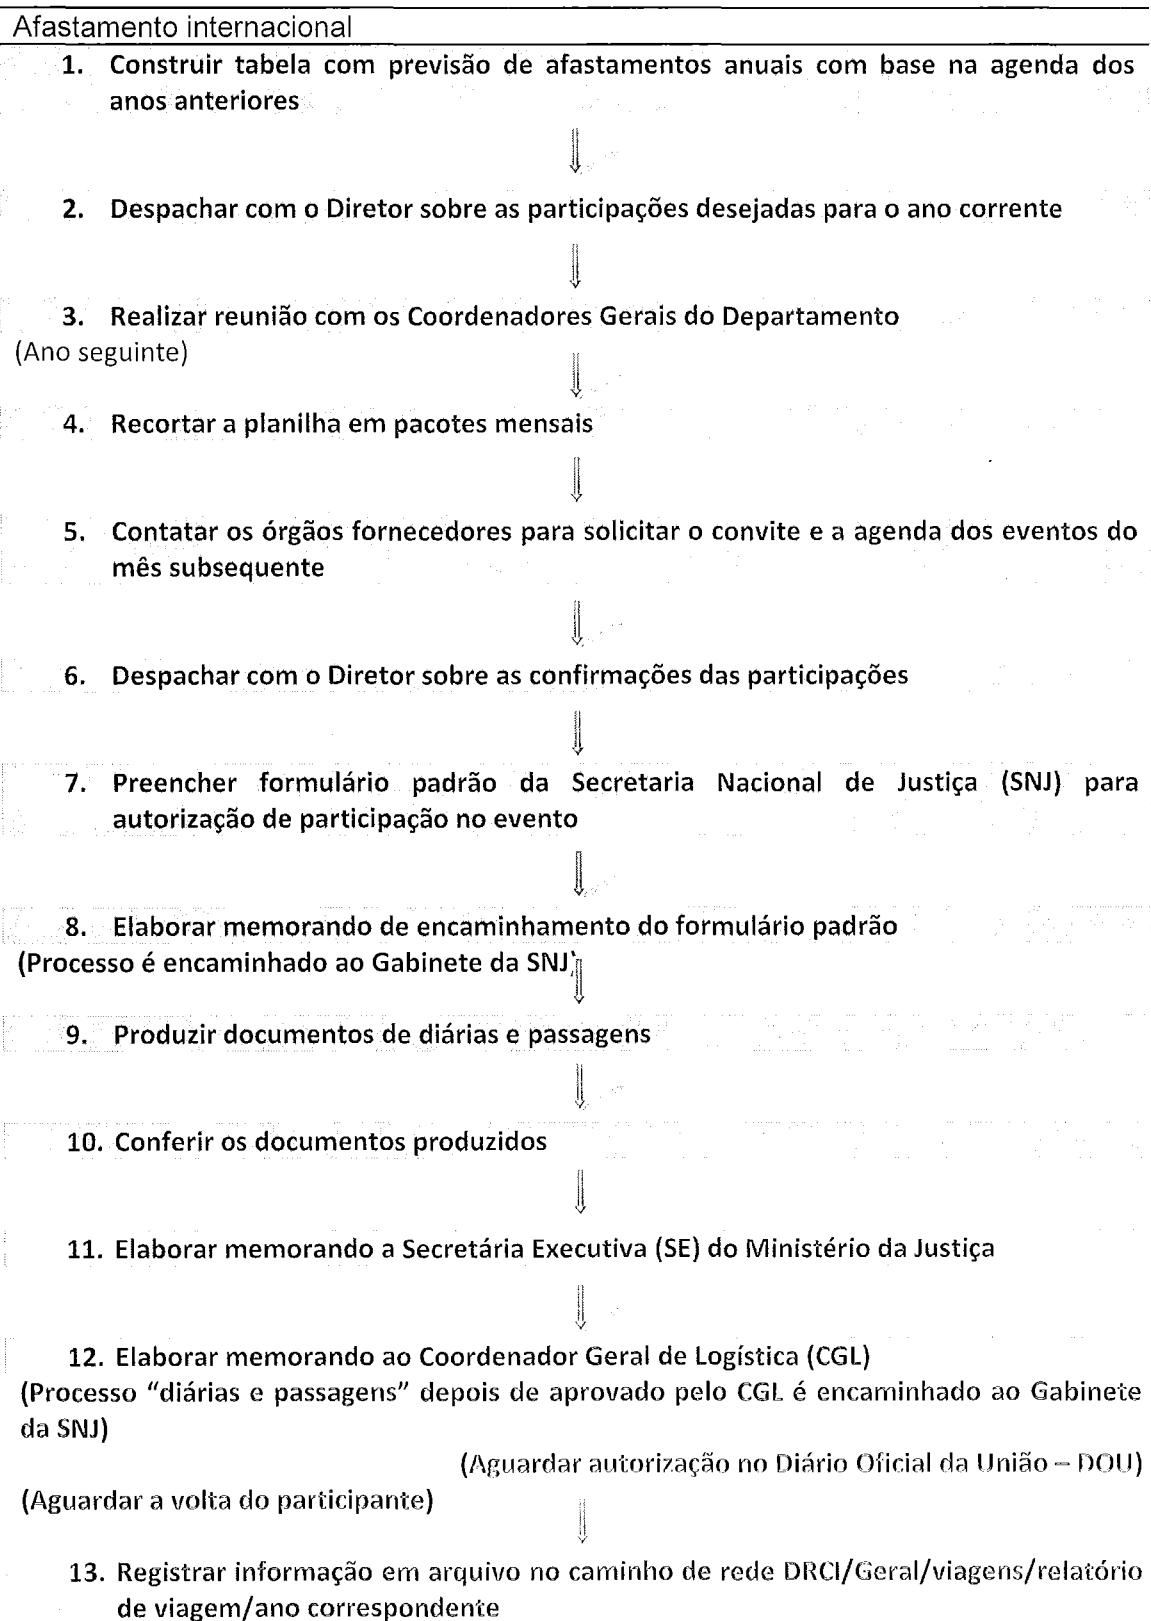 Afastamento internacional
1. Construir tabela com previsão de afastamentos anuais com base na agenda dos
anos anteriores
2. Despachar com o Diretor sobre as participações desejadas para o ano corrente
3. Realizar reunião com os Coordenadores Gerais do Departamento
(Ano seguinte)
4. Recortar a planilha em pacotes mensais
5. Contatar os órgãos fornecedores para solicitar o convite e a agenda dos eventos do
mês subsequente
6. Despachar com o Diretor sobre as confirmações das participações
7. Preencher formulário padrão da Secretaria Nacional de Justiça (SNJ) para
autorização de participação no evento
8. Elaborar memorando de encaminhamento do formulário padrão
(Processo é encaminhado ao Gabinete da SNJ)
9. Produzir documentos de diárias e passagens
10. Conferir os documentos produzidos
11. Elaborar memorando a Secretária Executiva (SE) do Ministério da Justiça
12. Elaborar memorando ao Coordenador Geral de Logística (CGL)
(Processo “diárias e passagens” depois de aprovado pelo CGL é encaminhado ao Gabinete
da SNJ)
(Aguardar autorização no Diário Oficial da União – DOU)
(Aguardar a volta do participante)
13. Registrar informação em arquivo no caminho de rede DRCI/Geral/viagens/relatório
de viagem/ano correspondente